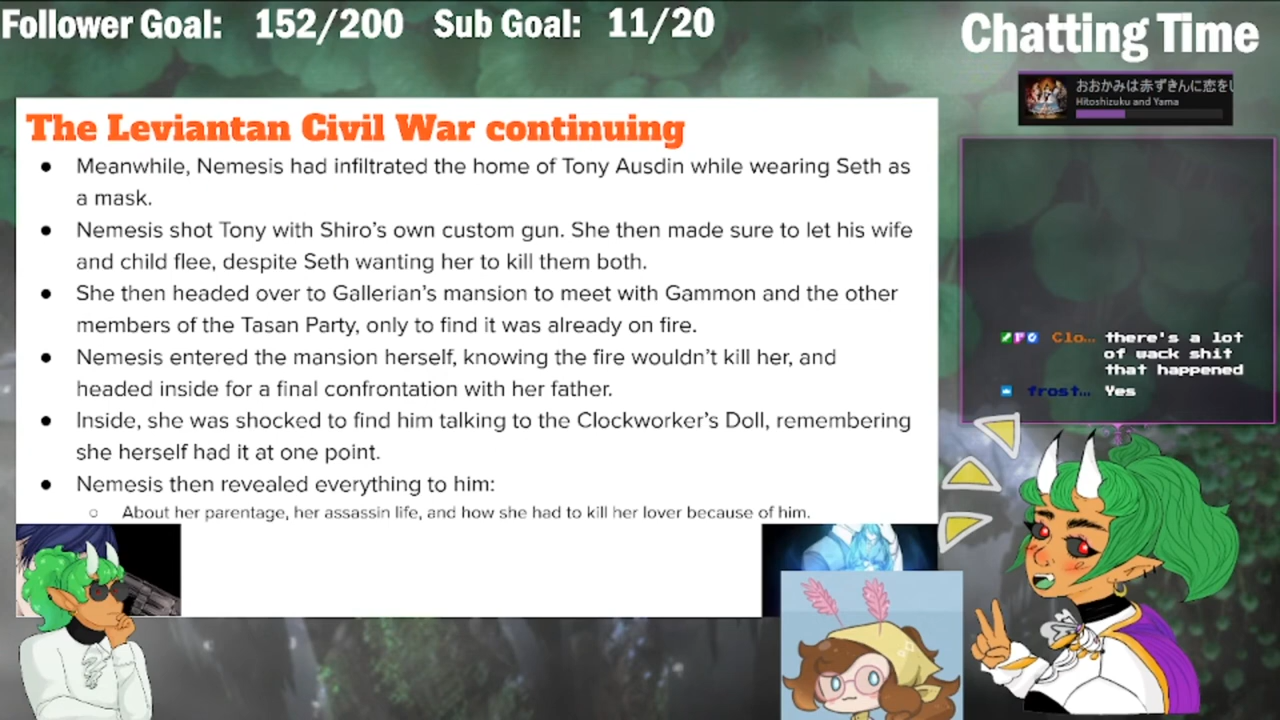 Follower Goal: 152/200 Sub Goal: 11/20
Chatting Time
おおかみは赤ずきんに恋をし
Hitoshizuku and Yama
The Leviantan Civil War continuing
● Meanwhile, Nemesis had infiltrated the home of Tony Ausdin while wearing Seth as
a mask.
● Nemesis shot Tony with Shiro’s own custom gun. She then made sure to let his wife
and child flee, despite Seth wanting her to kill them both.
● She then headed over to Gallerian’s mansion to meet with Gammon and the other
members of the Tasan Party, only to find it was already on fire.
● Nemesis entered the mansion herself, knowing the fire wouldn’t kill her, and
headed inside for a final confrontation with her father.
● Inside, she was shocked to find him talking to the Clockworker’s Doll, remembering
she herself had it at one point.
● Nemesis then revealed everything to him:
○ About her parentage, her assassin life, and how she had to kill her lover because of him.
Clo... there's a lot
of wack shit
that happened
frost... Yes